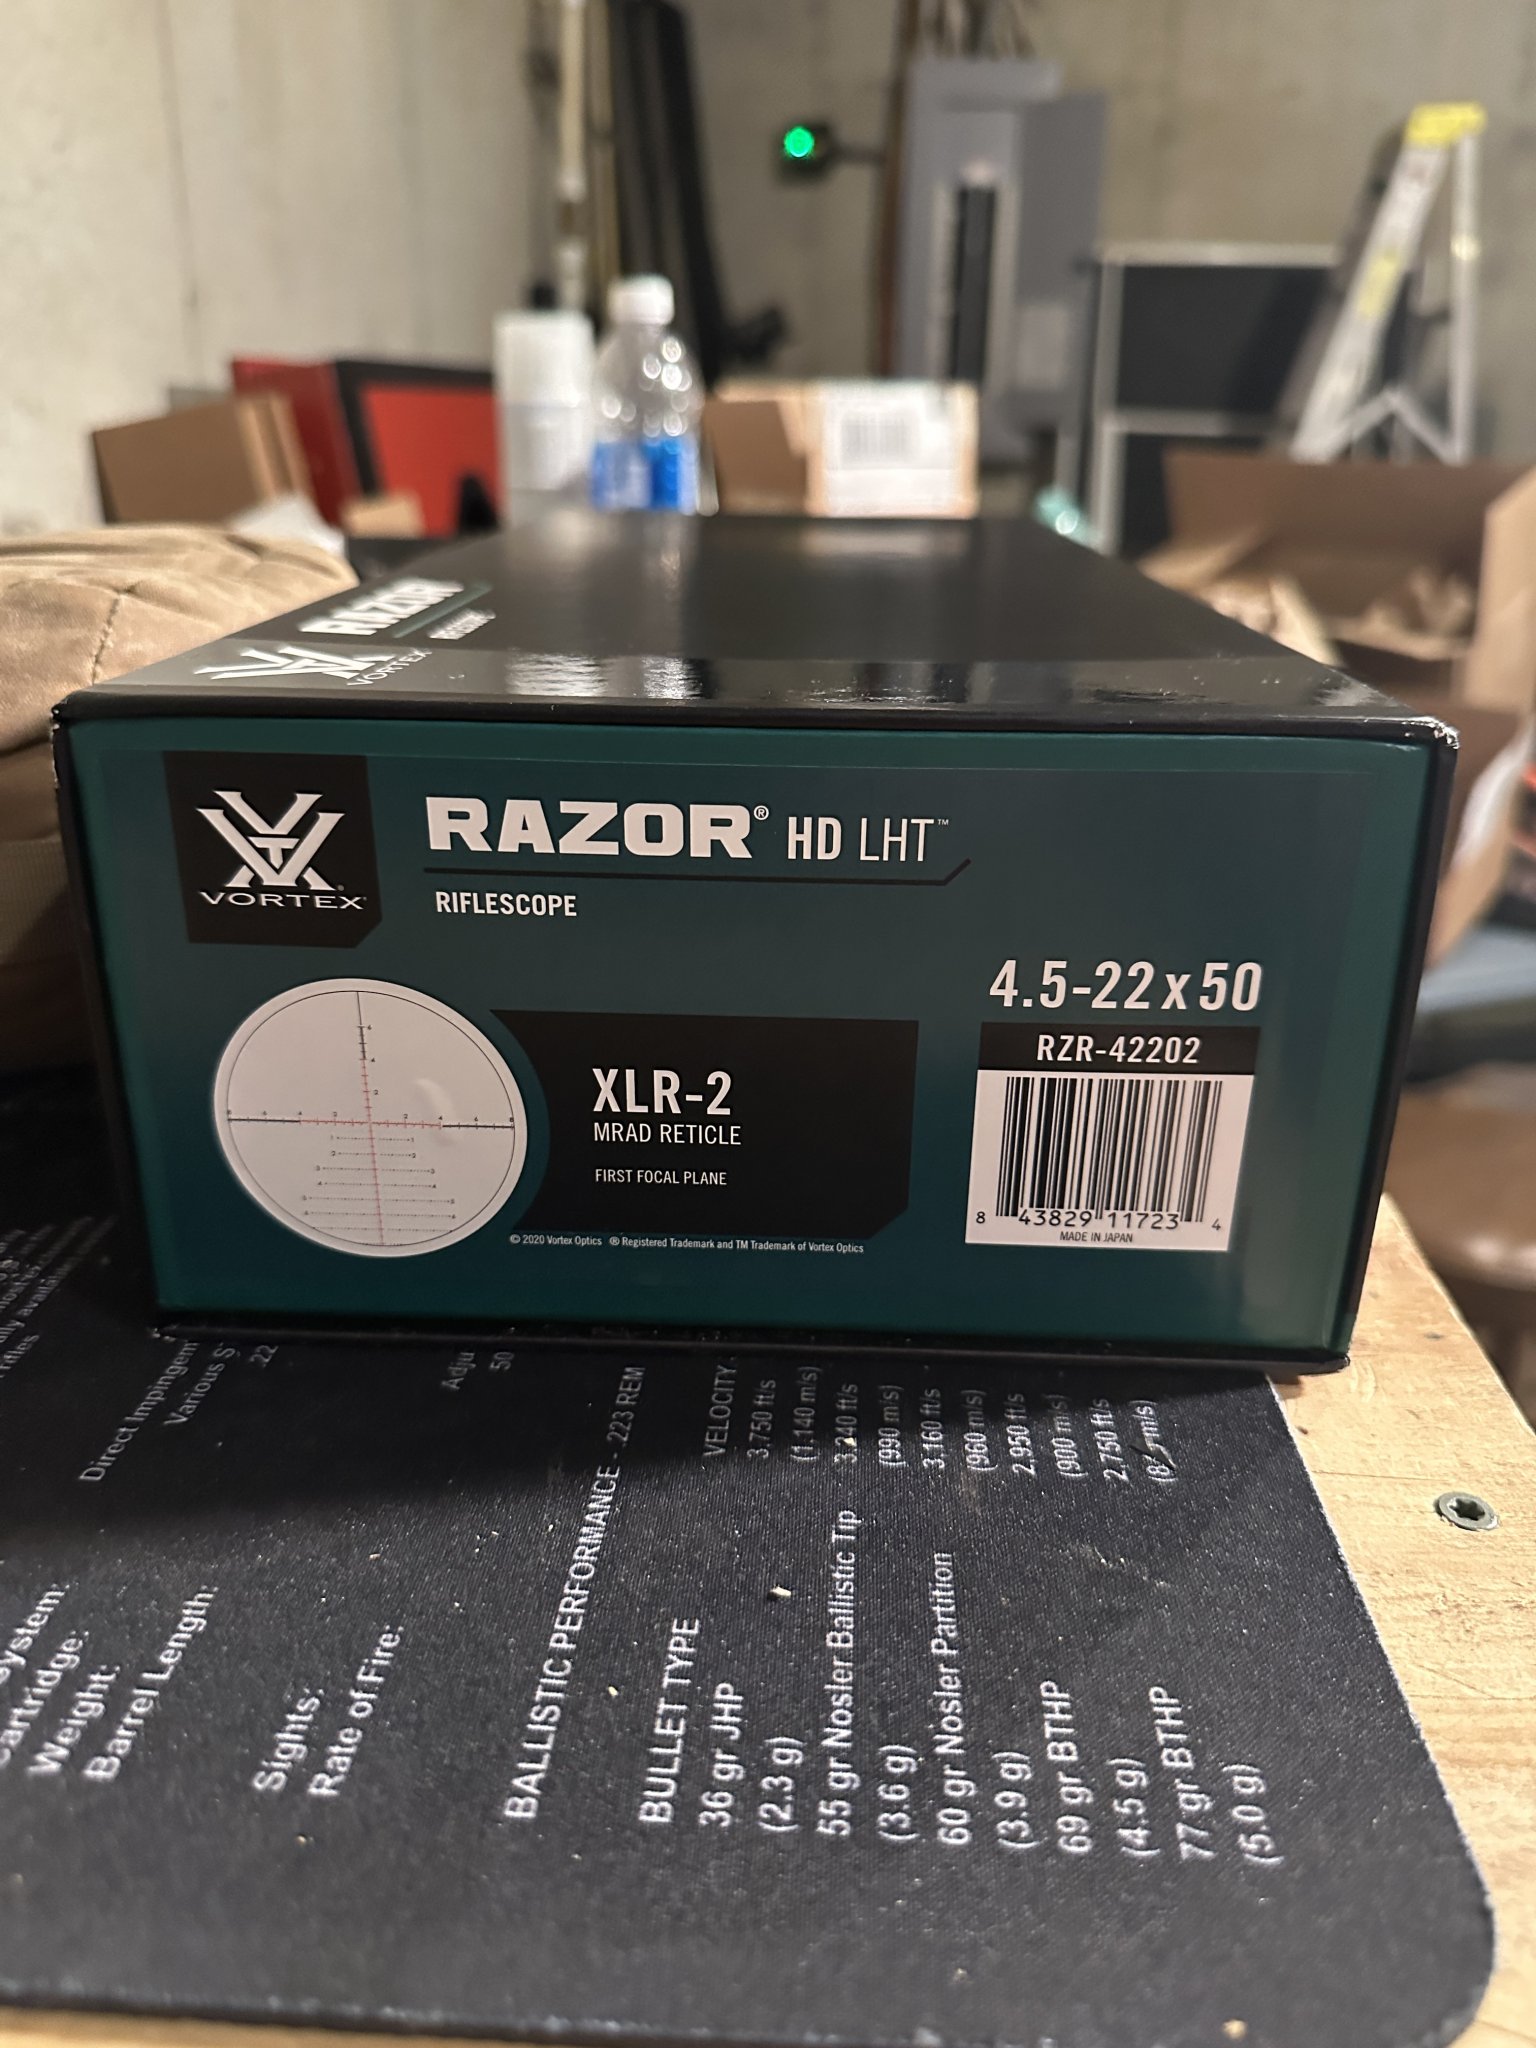 RAZOR
VORTEX
VORTEX
RAZOR® HD LHT™
RIFLESCOPE
4.5-22 x 50
RZR-42202
XLR-2
MRAD RETICLE
FIRST FOCAL PLANE
8 43829 11723 4
MADE IN JAPAN
© 2020 Vortex Optics ® Registered Trademark and TM Trademark of Vortex Optics
Cartridge:
Weight:
Barrel Length:
Direct Impingem
Various S
.22
Sights:
Adju
Rate of Fire:
50
BALLISTIC PERFORMANCE - .223 REM
BULLET TYPE VELOCITY
36 gr JHP 3,750 ft/s
(2.3 g) (1,140 m/s)
55 gr Nosler Ballistic Tip 3,240 ft/s
(3.6 g) (990 m/s)
60 gr Nosler Partition 3,160 ft/s
(3.9 g) (960 m/s)
69 gr BTHP 2,950 ft/s
(4.5 g) (900 m/s)
77 gr BTHP 2,750 ft/s
(5.0 g)